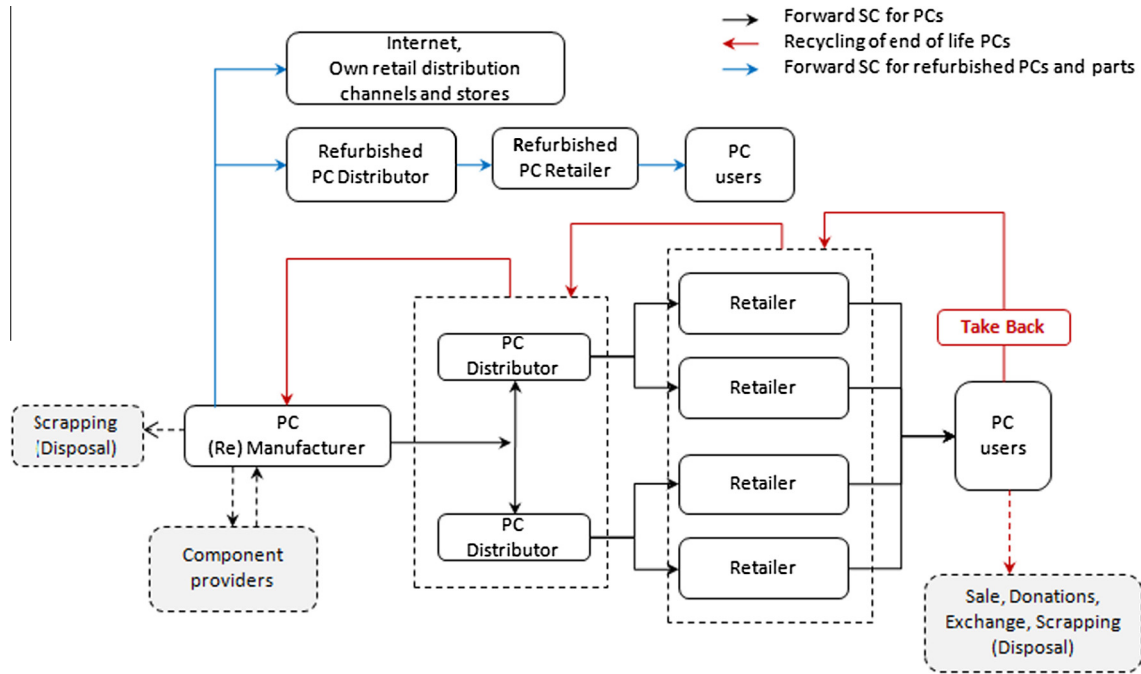 Forward SC for PCs
Recycling of end of life PCs
Forward SC for refurbished PCs and parts
Internet,
Own retail distribution
channels and stores
Refurbished
PC Distributor
Refurbished
PC Retailer
PC
users
Retailer
Take Back
PC
Distributor
Retailer
PC
users
Scrapping
(Disposal)
PC
(Re) Manufacturer
Retailer
PC
Distributor
Component
providers
Retailer
Sale, Donations,
Exchange, Scrapping
(Disposal)